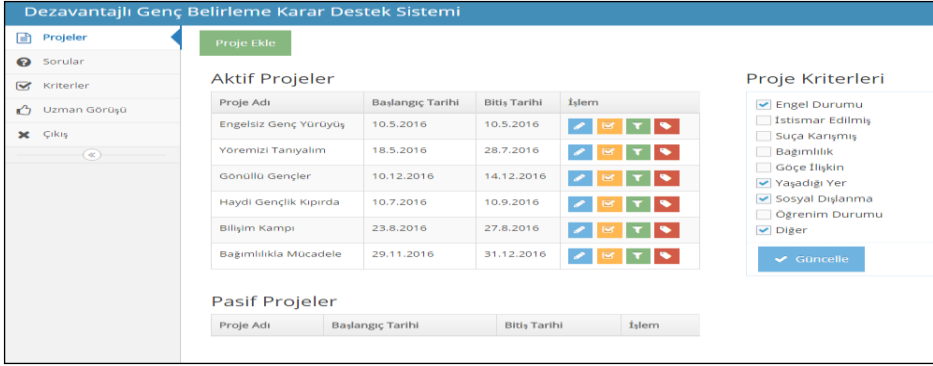 Dezavantajlı Genç Belirleme Karar Destek Sistemi
Projeler
Sorular
Kriterler
Uzman Görüşü
Çıkış
Proje Ekle
Aktif Projeler
Proje Adı Başlangıç Tarihi Bitiş Tarihi İşlem
Engelsiz Genç Yürüyüş 10.5.2016 10.5.2016
Yöremizi Tanıyalım 18.5.2016 28.7.2016
Gönüllü Gençler 10.12.2016 14.12.2016
Haydi Gençlik Kıpırda 10.7.2016 10.9.2016
Bilişim Kampı 23.8.2016 27.8.2016
Bağımlılıkla Mücadele 29.11.2016 31.12.2016
Pasif Projeler
Proje Adı Başlangıç Tarihi Bitiş Tarihi İşlem
Proje Kriterleri
Engel Durumu
İstismar Edilmiş
Suça Karışmış
Bağımlılık
Göçe İlişkin
Yaşadığı Yer
Sosyal Dışlanma
Öğrenim Durumu
Diğer
Güncelle